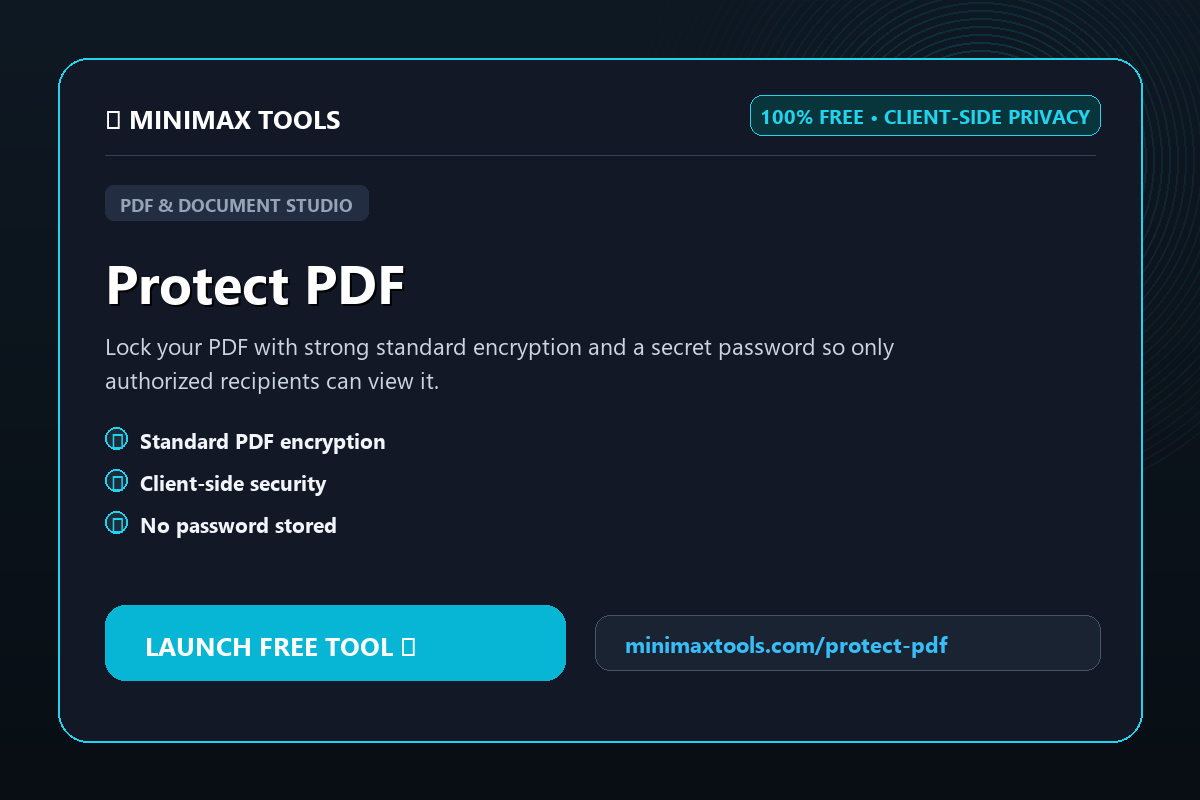 MINIMAX TOOLS
100% FREE • CLIENT-SIDE PRIVACY
PDF & DOCUMENT STUDIO
Protect PDF
Lock your PDF with strong standard encryption and a secret password so only
authorized recipients can view it.
Standard PDF encryption
Client-side security
No password stored
LAUNCH FREE TOOL
minimaxtools.com/protect-pdf